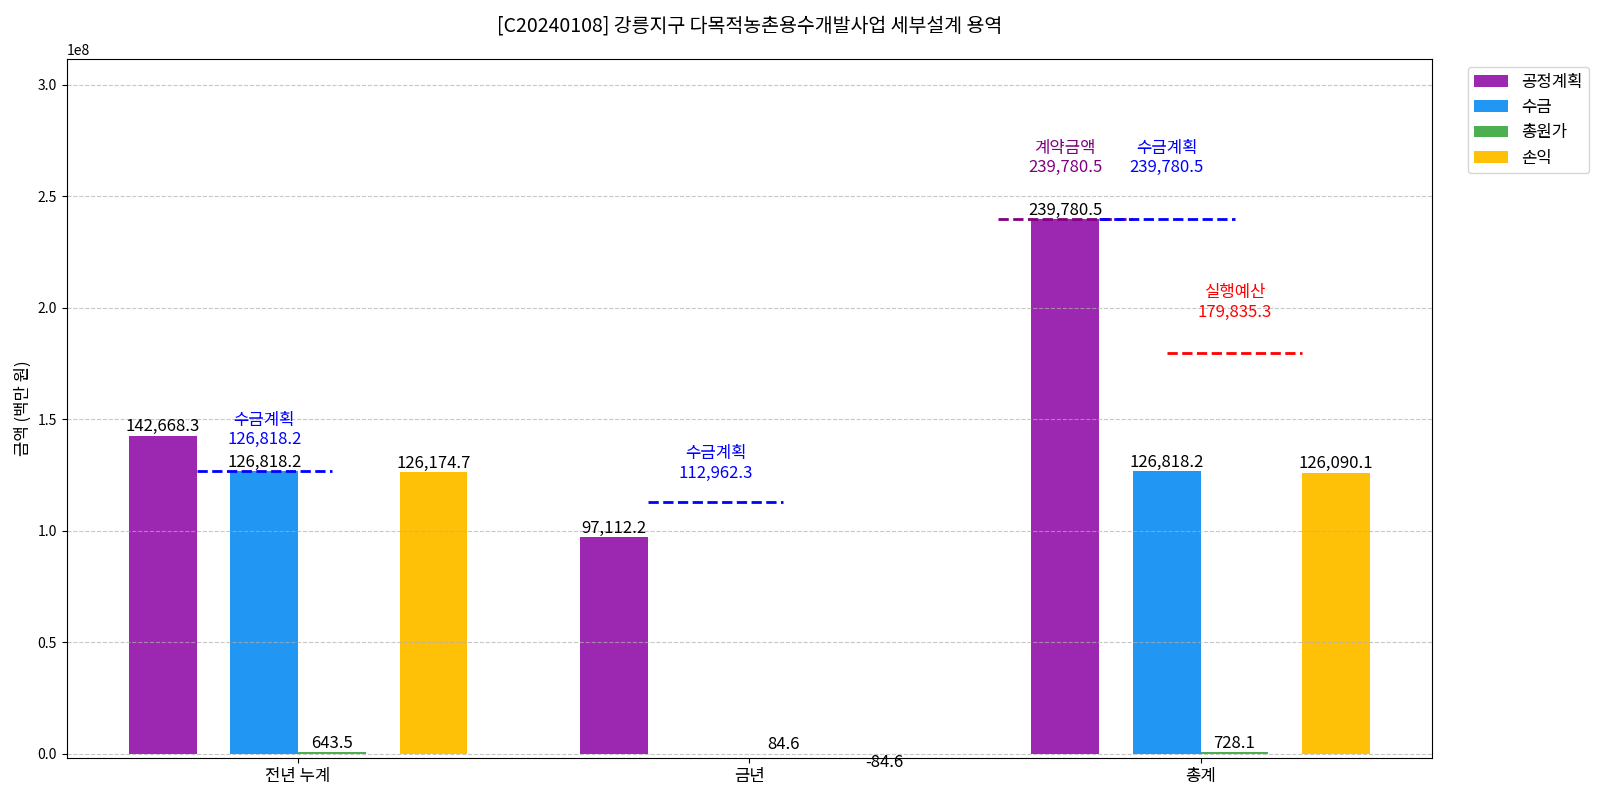 [C20240108] 강릉지구 다목적농촌용수개발사업 세부설계 용역
1e8
금액 (백만 원)
3.0
2.5
2.0
1.5
1.0
0.5
0.0
공정계획
수금
총원가
손익
142,668.3
수금계획
126,818.2
126,818.2
643.5
126,174.7
97,112.2
수금계획
112,962.3
84.6
-84.6
계약금액
239,780.5
239,780.5
수금계획
239,780.5
실행예산
179,835.3
126,818.2
728.1
126,090.1
전년 누계
금년
총계